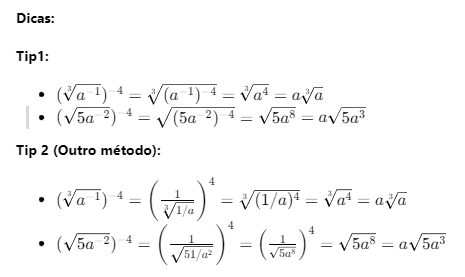 Dicas:
Tip1:
• (∛(a⁻¹))⁻⁴ = ∛((a⁻¹)⁻⁴) = ∛(a⁴) = a∛a
• (√(5a⁻²))⁻⁴ = √((5a⁻²)⁻⁴) = √(5a⁸) = a√(5a³)
Tip 2 (Outro método):
• (∛(a⁻¹))⁻⁴ = (1/∛(1/a))⁴ = ∛((1/a)⁴) = ∛(a⁴) = a∛a
• (√(5a⁻²))⁻⁴ = (1/√(51/a²))⁴ = (1/√(5a⁸))⁴ = √(5a⁸) = a√(5a³)